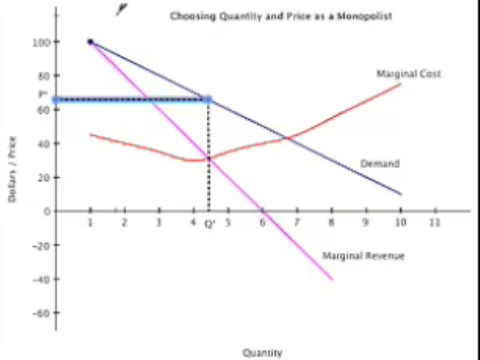 Choosing Quantity and Price as a Monopolist
100
80
P*
60
40
20
0
-20
-40
-60
Dollars / Price
Marginal Cost
Demand
Marginal Revenue
1 2 3 4 Q* 5 6 7 8 9 10 11
Quantity